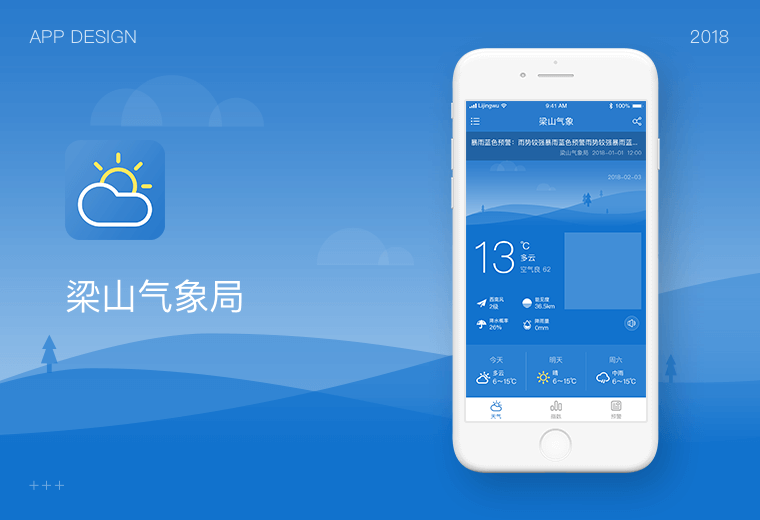 APP DESIGN
2018
梁山气象局
Lijingwu
9:41 AM
100%
梁山气象
暴雨蓝色预警：雨势较强暴雨蓝色预警雨势较强暴雨蓝...
梁山气象局 2018-01-01 12:00
2018-02-03
13
℃
多云
空气良 62
西南风
2级
能见度
36.5km
降水概率
26%
降雨量
0mm
今天
多云
6~15℃
明天
晴
6~15℃
周六
中雨
6~15℃
天气
预警
+++